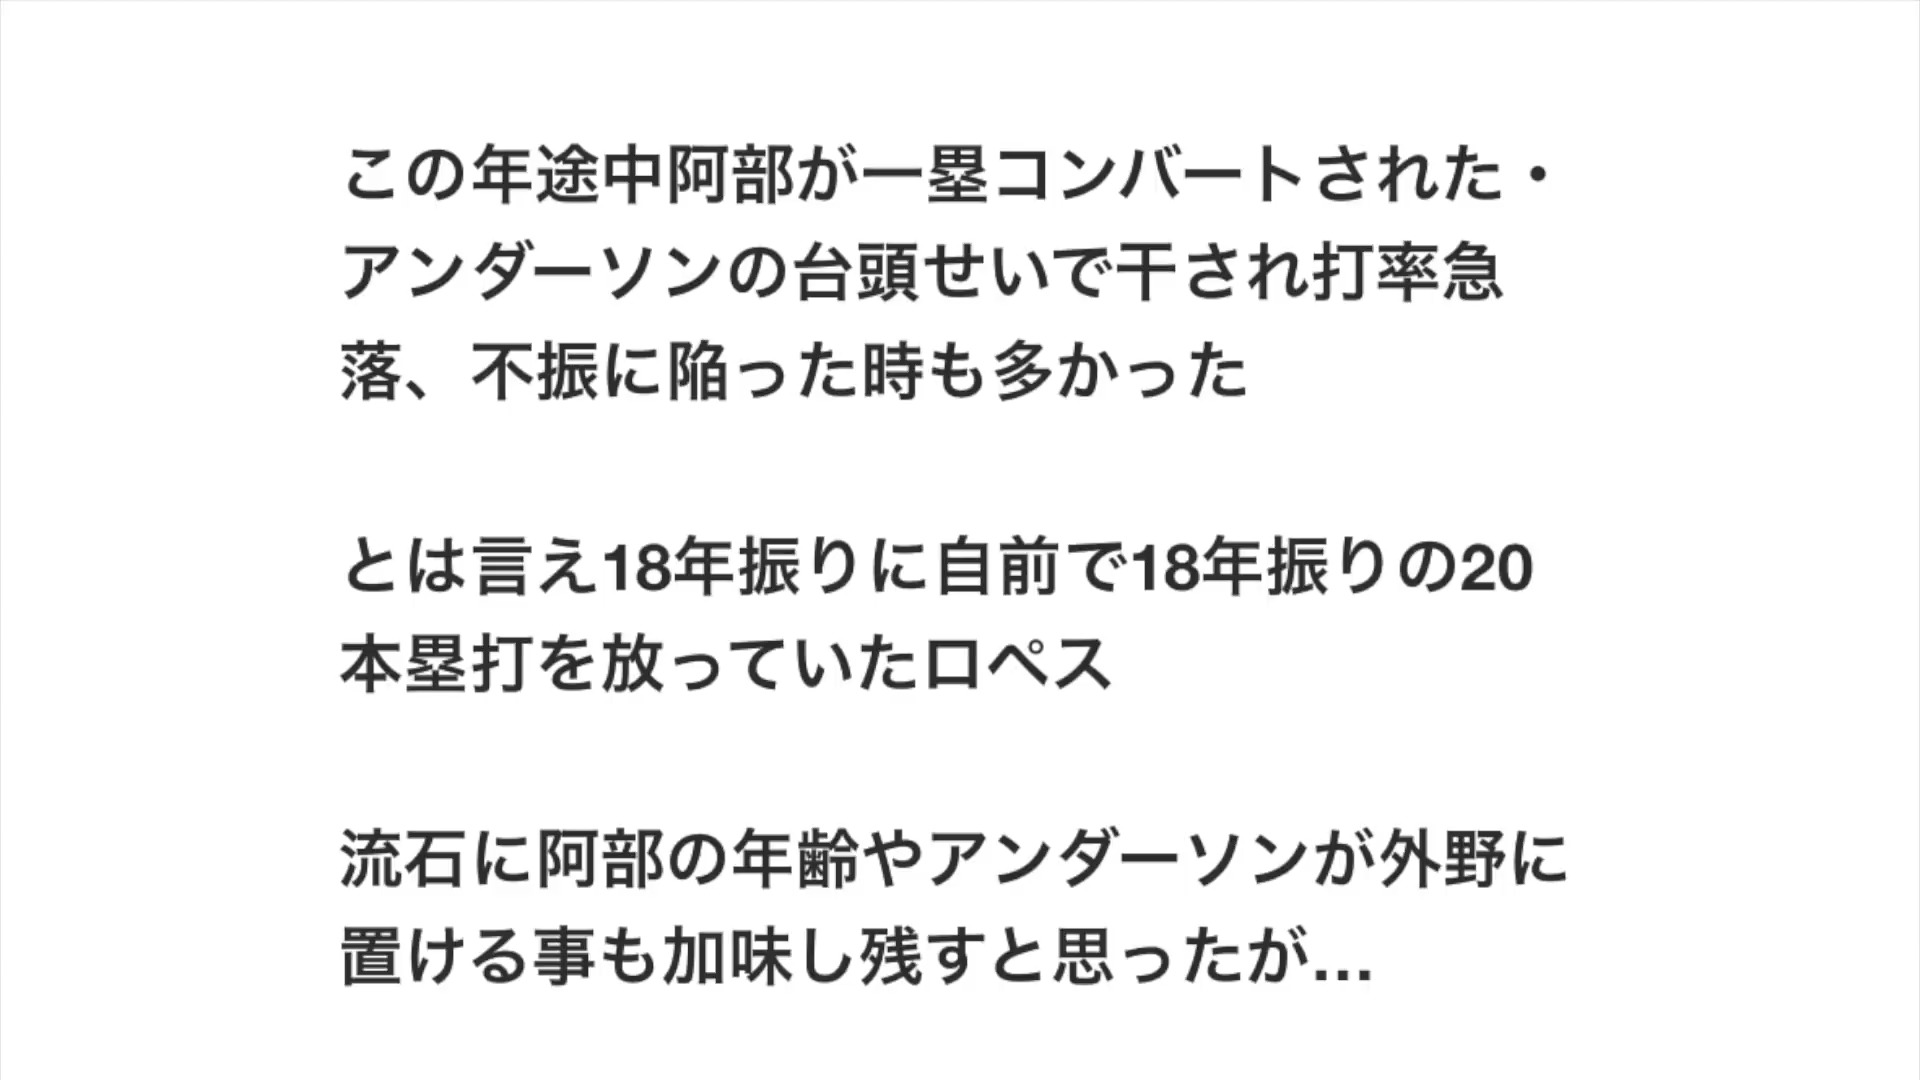 この年途中阿部が一塁コンバートされた・
アンダーソンの台頭せいで干され打率急
落、不振に陥った時も多かった
とは言え18年振りに自前で18年振りの20
本塁打を放っていたロペス
流石に阿部の年齢やアンダーソンが外野に
置ける事も加味し残すと思ったが…